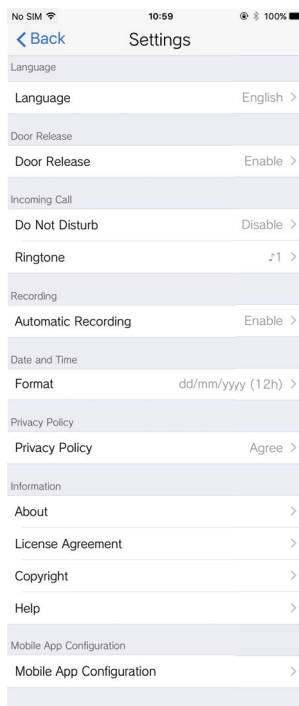 No SIM 10:59 100%
Back Settings
Language
Language English >
Door Release
Door Release Enable >
Incoming Call
Do Not Disturb Disable >
Ringtone ♪1 >
Recording
Automatic Recording Enable >
Date and Time
Format dd/mm/yyyy (12h) >
Privacy Policy
Privacy Policy Agree >
Information
About >
License Agreement >
Copyright >
Help >
Mobile App Configuration
Mobile App Configuration >